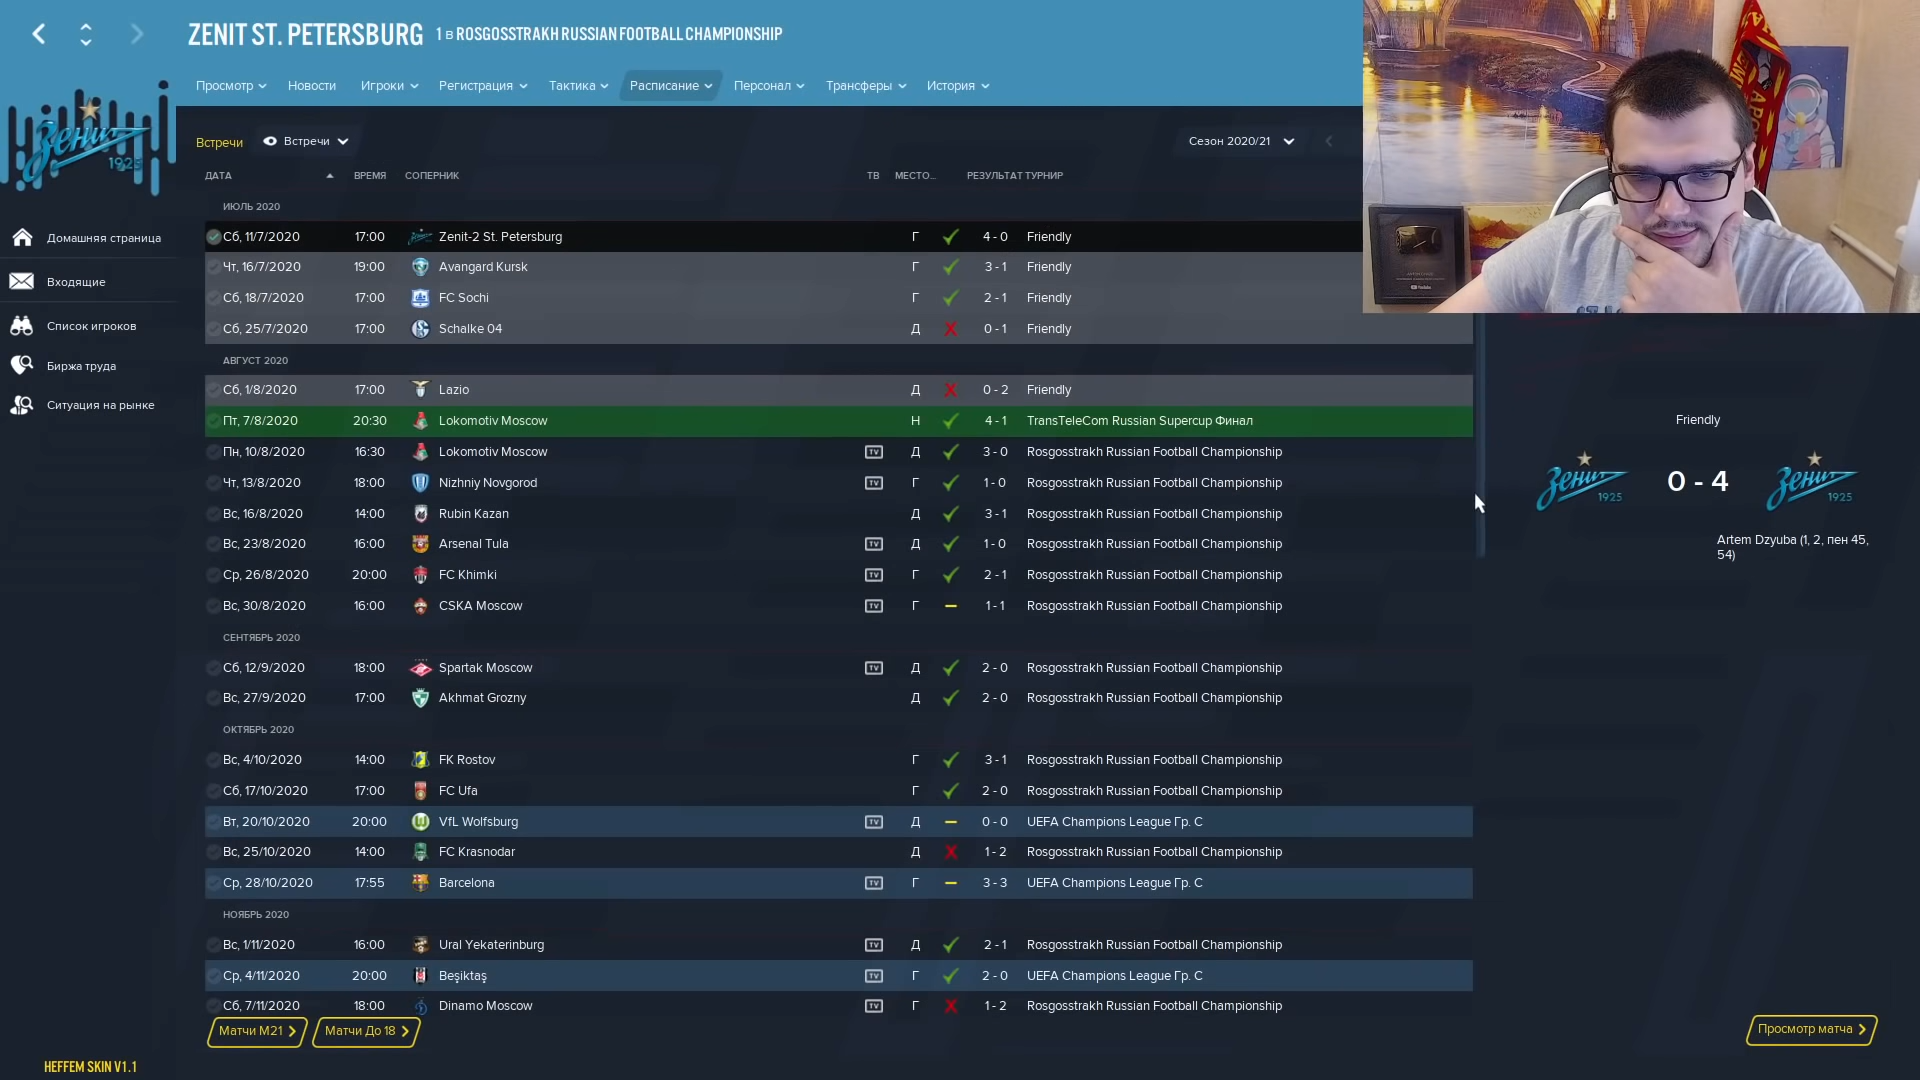 ZENIT ST. PETERSBURG 1 в ROSGOSSTRAKH RUSSIAN FOOTBALL CHAMPIONSHIP
Просмотр Новости Игроки Регистрация Тактика Расписание Персонал Трансферы История
Зенит
1925
Встречи Встречи Сезон 2020/21
ДАТА ВРЕМЯ СОПЕРНИК ТВ МЕСТО... РЕЗУЛЬТАТ ТУРНИР
Домашняя страница
Входящие
Список игроков
Биржа труда
Ситуация на рынке
ИЮЛЬ 2020
Сб, 11/7/2020 17:00 Zenit-2 St. Petersburg Г 4 - 0 Friendly
Чт, 16/7/2020 19:00 Avangard Kursk Г 3 - 1 Friendly
Сб, 18/7/2020 17:00 FC Sochi Г 2 - 1 Friendly
Сб, 25/7/2020 17:00 Schalke 04 Д 0 - 1 Friendly
АВГУСТ 2020
Сб, 1/8/2020 17:00 Lazio Д 0 - 2 Friendly
Пт, 7/8/2020 20:30 Lokomotiv Moscow Н 4 - 1 TransTeleCom Russian Supercup Финал
Пн, 10/8/2020 16:30 Lokomotiv Moscow TV Д 3 - 0 Rosgosstrakh Russian Football Championship
Чт, 13/8/2020 18:00 Nizhniy Novgorod TV Г 1 - 0 Rosgosstrakh Russian Football Championship
Вс, 16/8/2020 14:00 Rubin Kazan Д 3 - 1 Rosgosstrakh Russian Football Championship
Вс, 23/8/2020 16:00 Arsenal Tula TV Д 1 - 0 Rosgosstrakh Russian Football Championship
Ср, 26/8/2020 20:00 FC Khimki TV Г 2 - 1 Rosgosstrakh Russian Football Championship
Вс, 30/8/2020 16:00 CSKA Moscow TV Г 1 - 1 Rosgosstrakh Russian Football Championship
СЕНТЯБРЬ 2020
Сб, 12/9/2020 18:00 Spartak Moscow TV Д 2 - 0 Rosgosstrakh Russian Football Championship
Вс, 27/9/2020 17:00 Akhmat Grozny Д 2 - 0 Rosgosstrakh Russian Football Championship
ОКТЯБРЬ 2020
Вс, 4/10/2020 14:00 FK Rostov Г 3 - 1 Rosgosstrakh Russian Football Championship
Сб, 17/10/2020 17:00 FC Ufa Г 2 - 0 Rosgosstrakh Russian Football Championship
Вт, 20/10/2020 20:00 VfL Wolfsburg TV Д 0 - 0 UEFA Champions League Гр. C
Вс, 25/10/2020 14:00 FC Krasnodar Д 1 - 2 Rosgosstrakh Russian Football Championship
Ср, 28/10/2020 17:55 Barcelona TV Г 3 - 3 UEFA Champions League Гр. C
НОЯБРЬ 2020
Вс, 1/11/2020 16:00 Ural Yekaterinburg TV Д 2 - 1 Rosgosstrakh Russian Football Championship
Ср, 4/11/2020 20:00 Beşiktaş TV Г 2 - 0 UEFA Champions League Гр. C
Сб, 7/11/2020 18:00 Dinamo Moscow TV Г 1 - 2 Rosgosstrakh Russian Football Championship
Матчи М21 Матчи До 18
HEFFEM SKIN V1.1
Friendly
Зенит 1925 0 - 4 Зенит 1925
Artem Dzyuba (1, 2, пен 45,
54)
Просмотр матча
YouTube